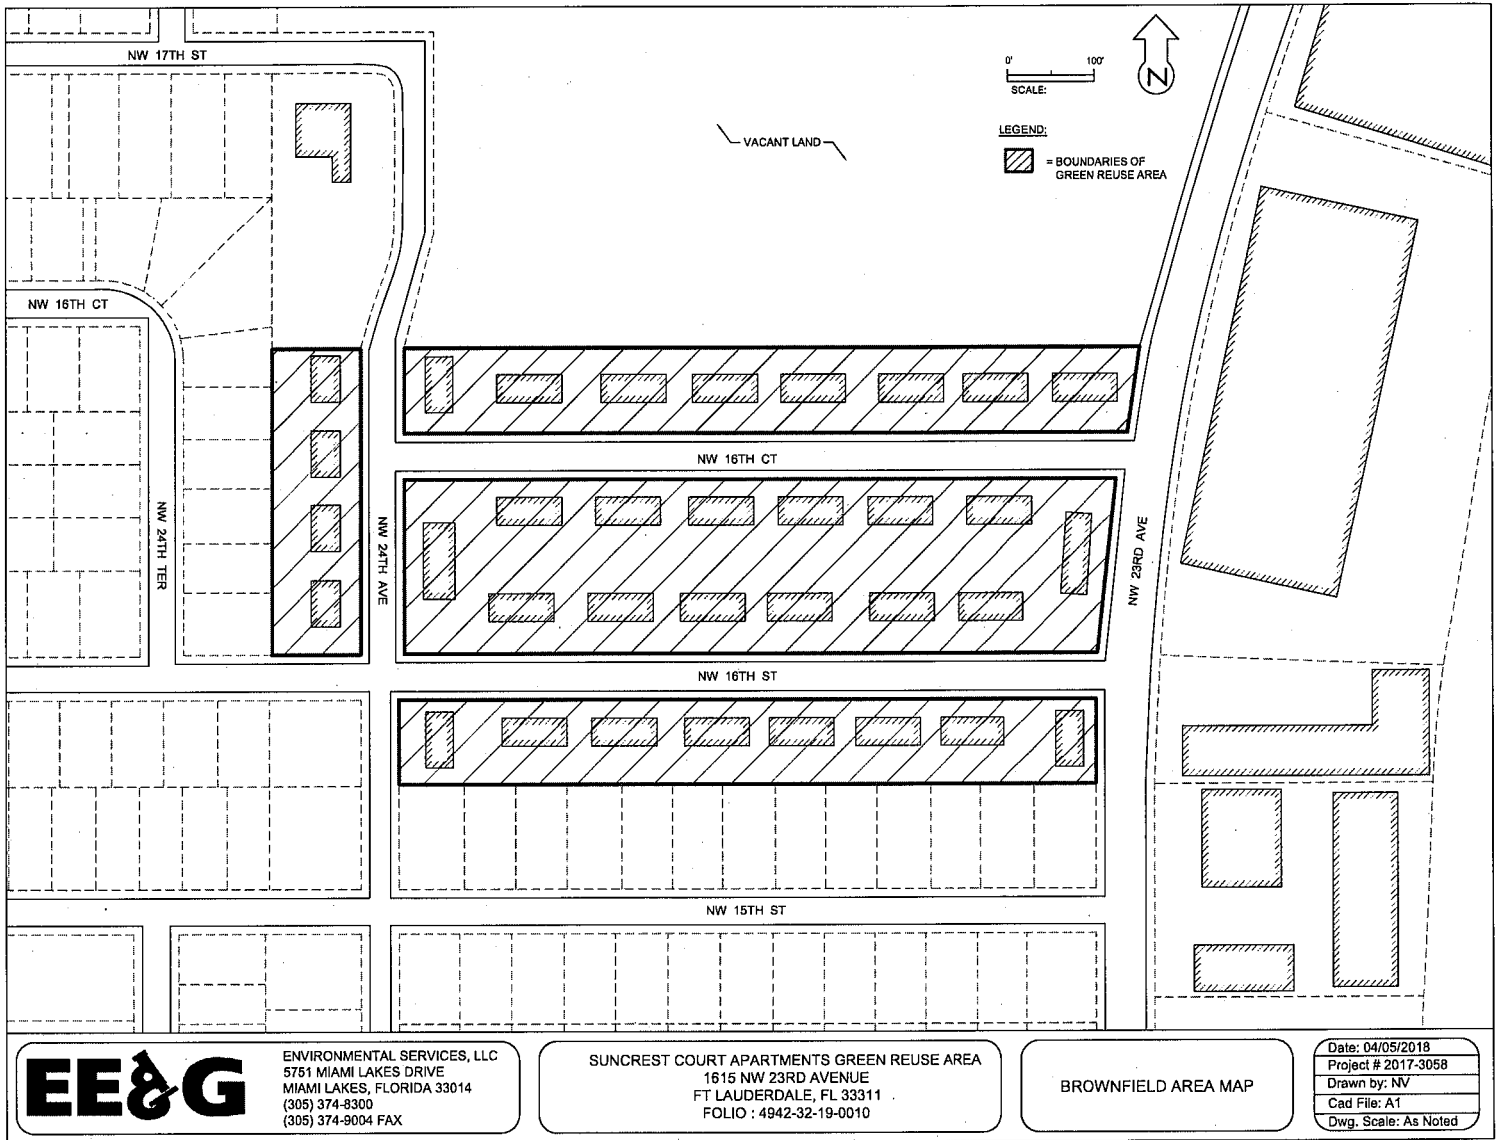 NW 17TH ST
0' 100'
SCALE:
N
LEGEND:
= BOUNDARIES OF
GREEN REUSE AREA
VACANT LAND
NW 16TH CT
NW 16TH CT
NW 24TH TER
NW 24TH AVE
NW 23RD AVE
NW 16TH ST
NW 15TH ST
EE&G
ENVIRONMENTAL SERVICES, LLC
5751 MIAMI LAKES DRIVE
MIAMI LAKES, FLORIDA 33014
(305) 374-8300
(305) 374-9004 FAX
SUNCREST COURT APARTMENTS GREEN REUSE AREA
1615 NW 23RD AVENUE
FT LAUDERDALE, FL 33311
FOLIO : 4942-32-19-0010
BROWNFIELD AREA MAP
Date: 04/05/2018
Project # 2017-3058
Drawn by: NV
Cad File: A1
Dwg. Scale: As Noted